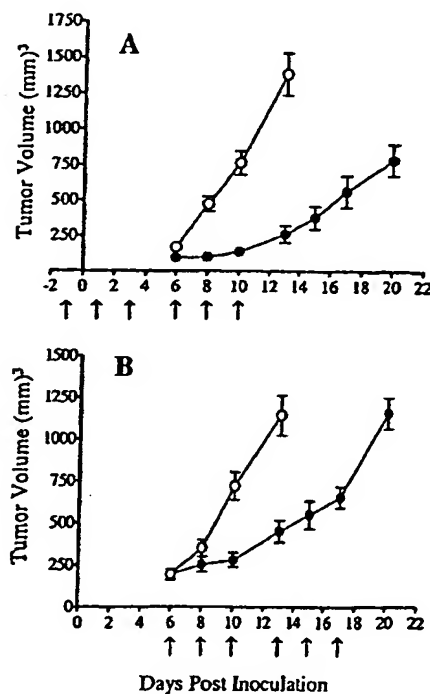 A
Tumor Volume (mm)³
1750
1500
1250
1000
750
500
250
-2 0 2 4 6 8 10 12 14 16 18 20 22
↑ ↑ ↑ ↑ ↑ ↑
B
Tumor Volume (mm)³
1500
1250
1000
750
500
250
0
0 2 4 6 8 10 12 14 16 18 20 22
↑ ↑ ↑ ↑ ↑ ↑
Days Post Inoculation